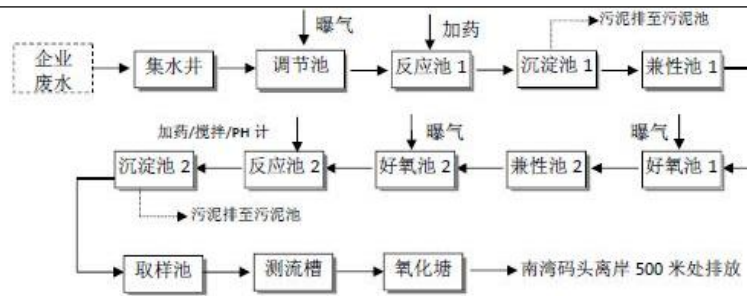 曝气
加药
污泥排至污泥池
企业
废水
集水井
调节池
反应池 1
沉淀池 1
兼性池 1
加药/搅拌/PH 计
曝气
曝气
沉淀池 2
反应池 2
好氧池 2
兼性池 2
好氧池 1
污泥排至污泥池
取样池
测流槽
氧化塘
南湾码头离岸 500 米处排放